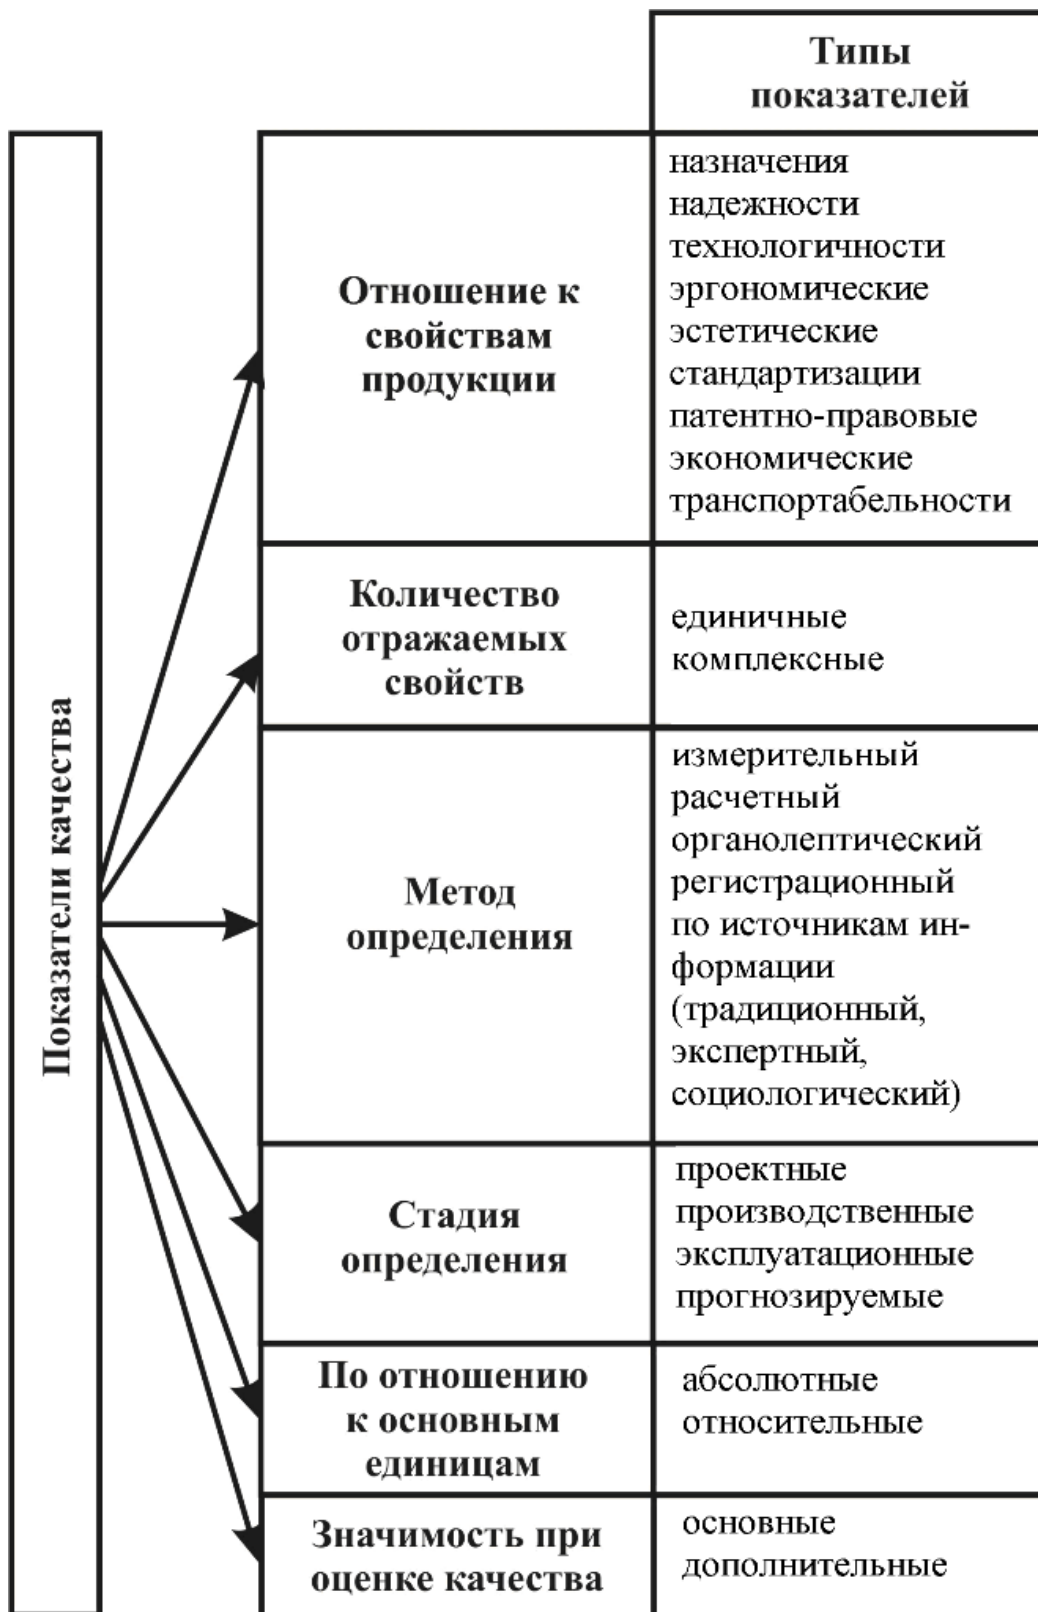 Типы
показателей
Показатели качества
Отношение к
свойствам
продукции
назначения
надежности
технологичности
эргономические
эстетические
стандартизации
патентно-правовые
экономические
транспортабельности
Количество
отражаемых
свойств
единичные
комплексные
Метод
определения
измерительный
расчетный
органолептический
регистрационный
по источникам ин-
формации
(традиционный,
экспертный,
социологический)
Стадия
определения
проектные
производственные
эксплуатационные
прогнозируемые
По отношению
к основным
единицам
абсолютные
относительные
Значимость при
оценке качества
основные
дополнительные